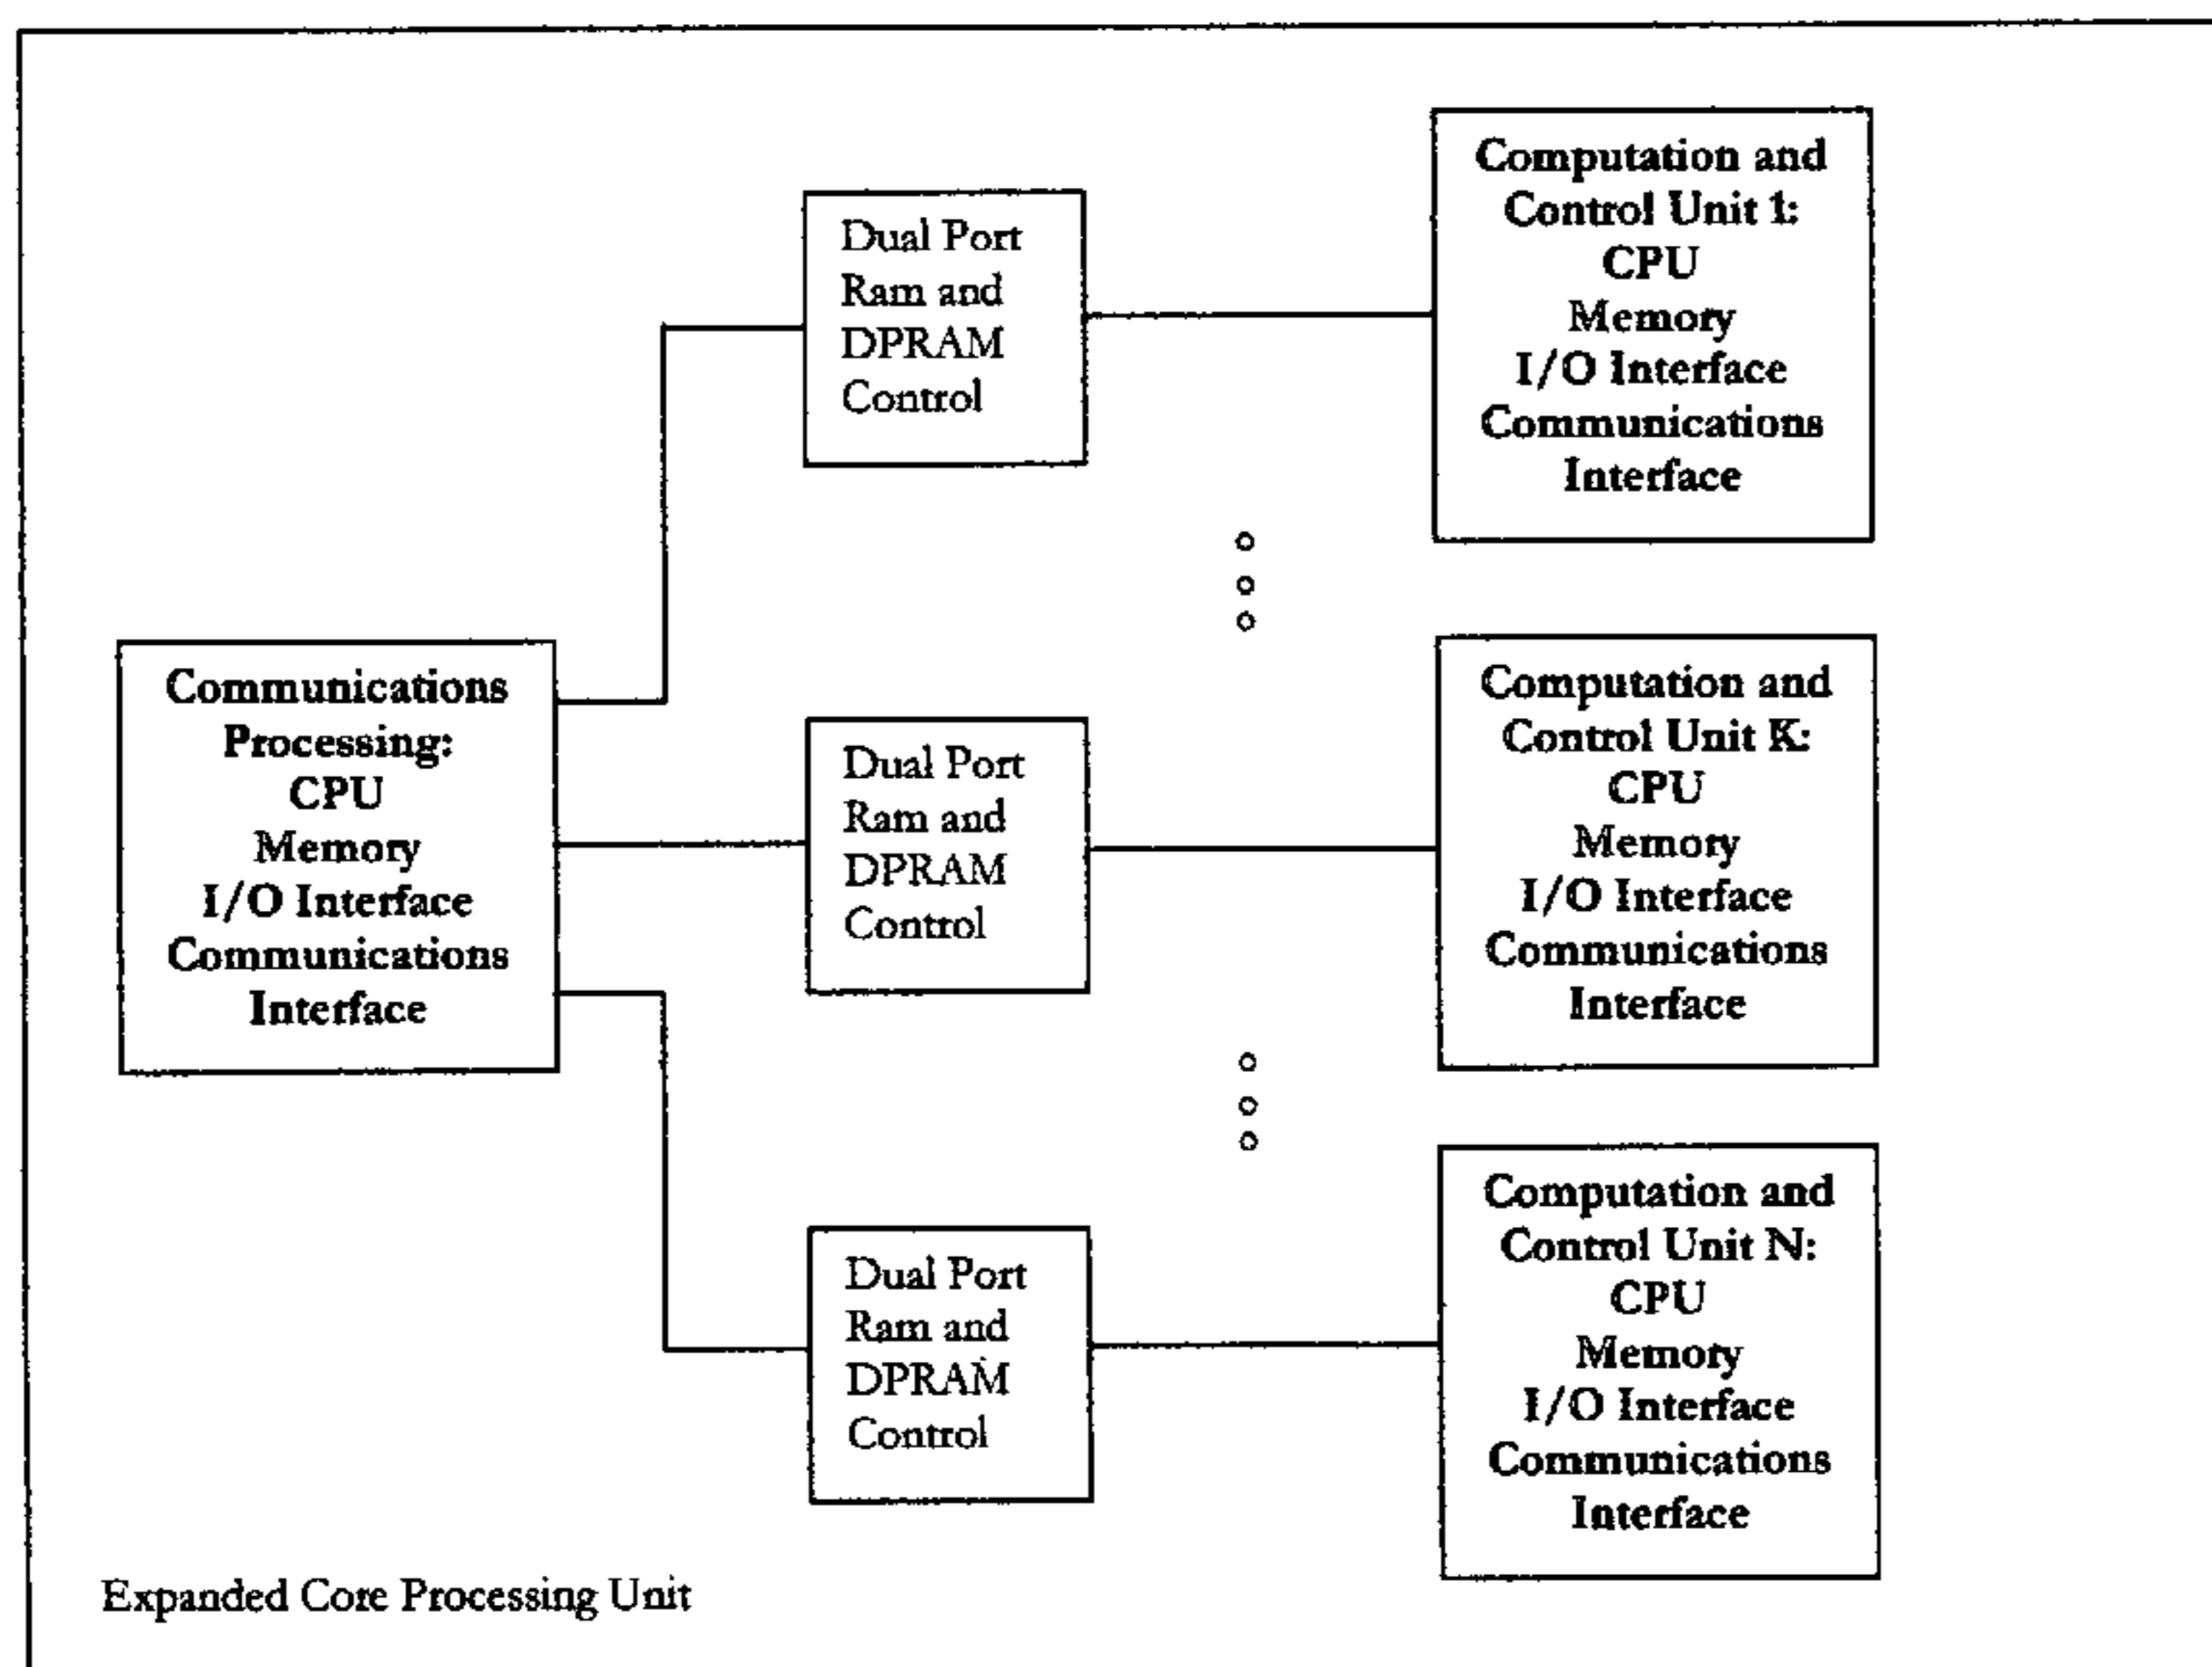 Computation and
Control Unit 1:
CPU
Memory
I/O Interface
Communications
Interface
Dual Port
Ram and
DPRAM
Control
Communications
Processing:
CPU
Memory
I/O Interface
Communications
Interface
Dual Port
Ram and
DPRAM
Control
Computation and
Control Unit K:
CPU
Memory
I/O Interface
Communications
Interface
Dual Port
Ram and
DPRAM
Control
Computation and
Control Unit N:
CPU
Memory
I/O Interface
Communications
Interface
Expanded Core Processing Unit